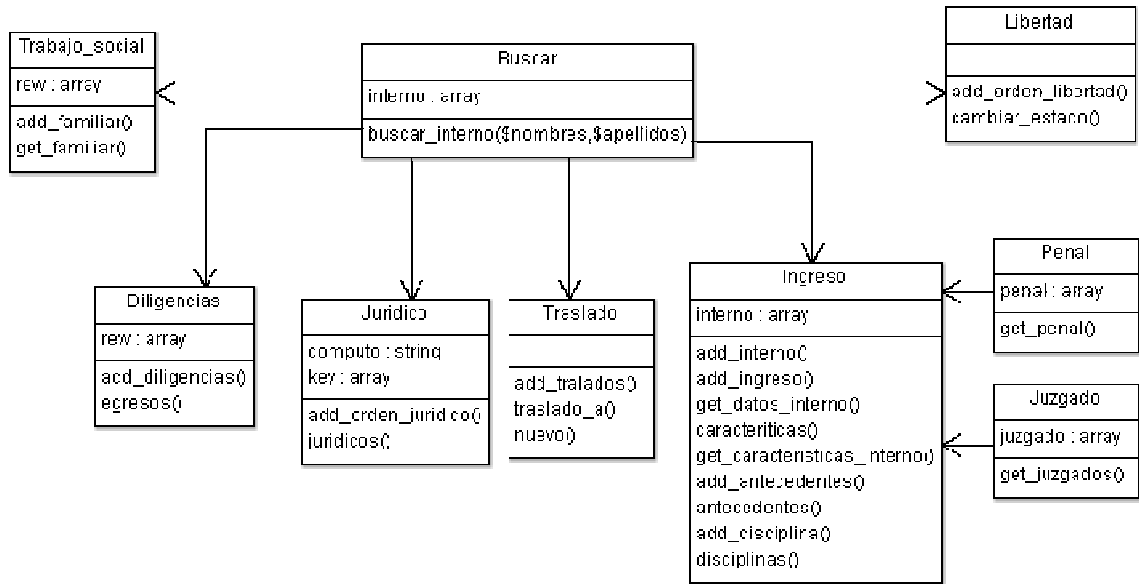 Trabajo_social
rew : array
add_familiar()
get_familiar()
Buscar
interno : array
buscar_interno($nombres,$apellidos)
Libertad
add_orden_libertad()
cambiar_estado()
Diligencias
rew : array
add_diligencias()
egresos()
Juridico
computo : string
key : array
add_orden_juridico()
juridicos()
Traslado
add_tralados()
traslado_a()
nuevo()
Ingreso
interno : array
add_interno()
add_ingreso()
get_datos_interno()
caracteriticas()
get_caracteristicas_interno()
add_antecedentes()
antecedentes()
add_disciplina()
disciplinas()
Penal
penal : array
get_penal()
Juzgado
juzgado : array
get_juzgados()